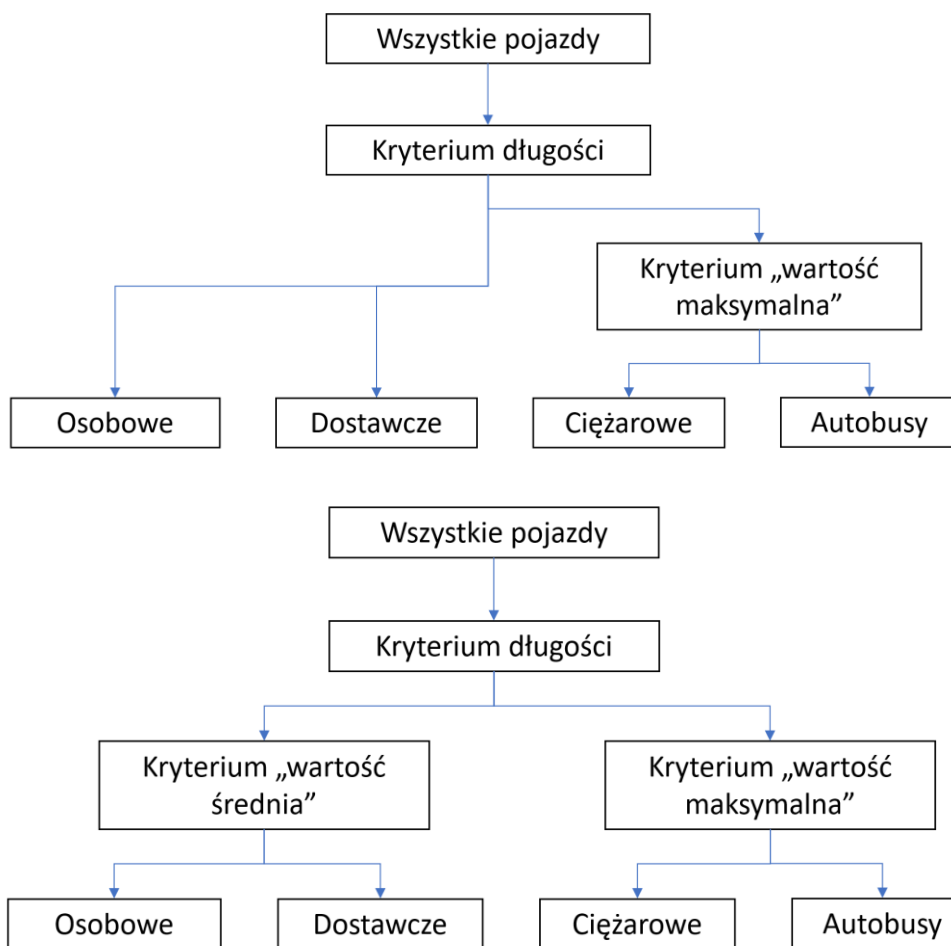 Wszystkie pojazdy
Kryterium długości
Kryterium „wartość
maksymalna”
Osobowe
Dostawcze
Ciężarowe
Autobusy
Wszystkie pojazdy
Kryterium długości
Kryterium „wartość
średnia”
Kryterium „wartość
maksymalna”
Osobowe
Dostawcze
Ciężarowe
Autobusy